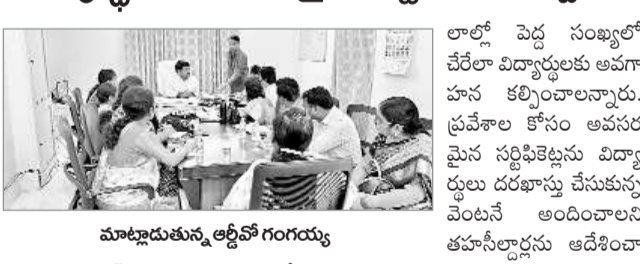 మాట్లాడుతున్న ఆర్డీవో గంగయ్య
లాల్లో పెద్ద సంఖ్యలో
చేరేలా విద్యార్థులకు అవగా
హన కల్పించాలన్నారు.
ప్రవేశాల కోసం అవసర
మైన సర్టిఫికెట్లను విద్యా
ర్థులు దరఖాస్తు చేసుకున్న
వెంటనే అందించాలని
తహసీల్దార్లను ఆదేశించా